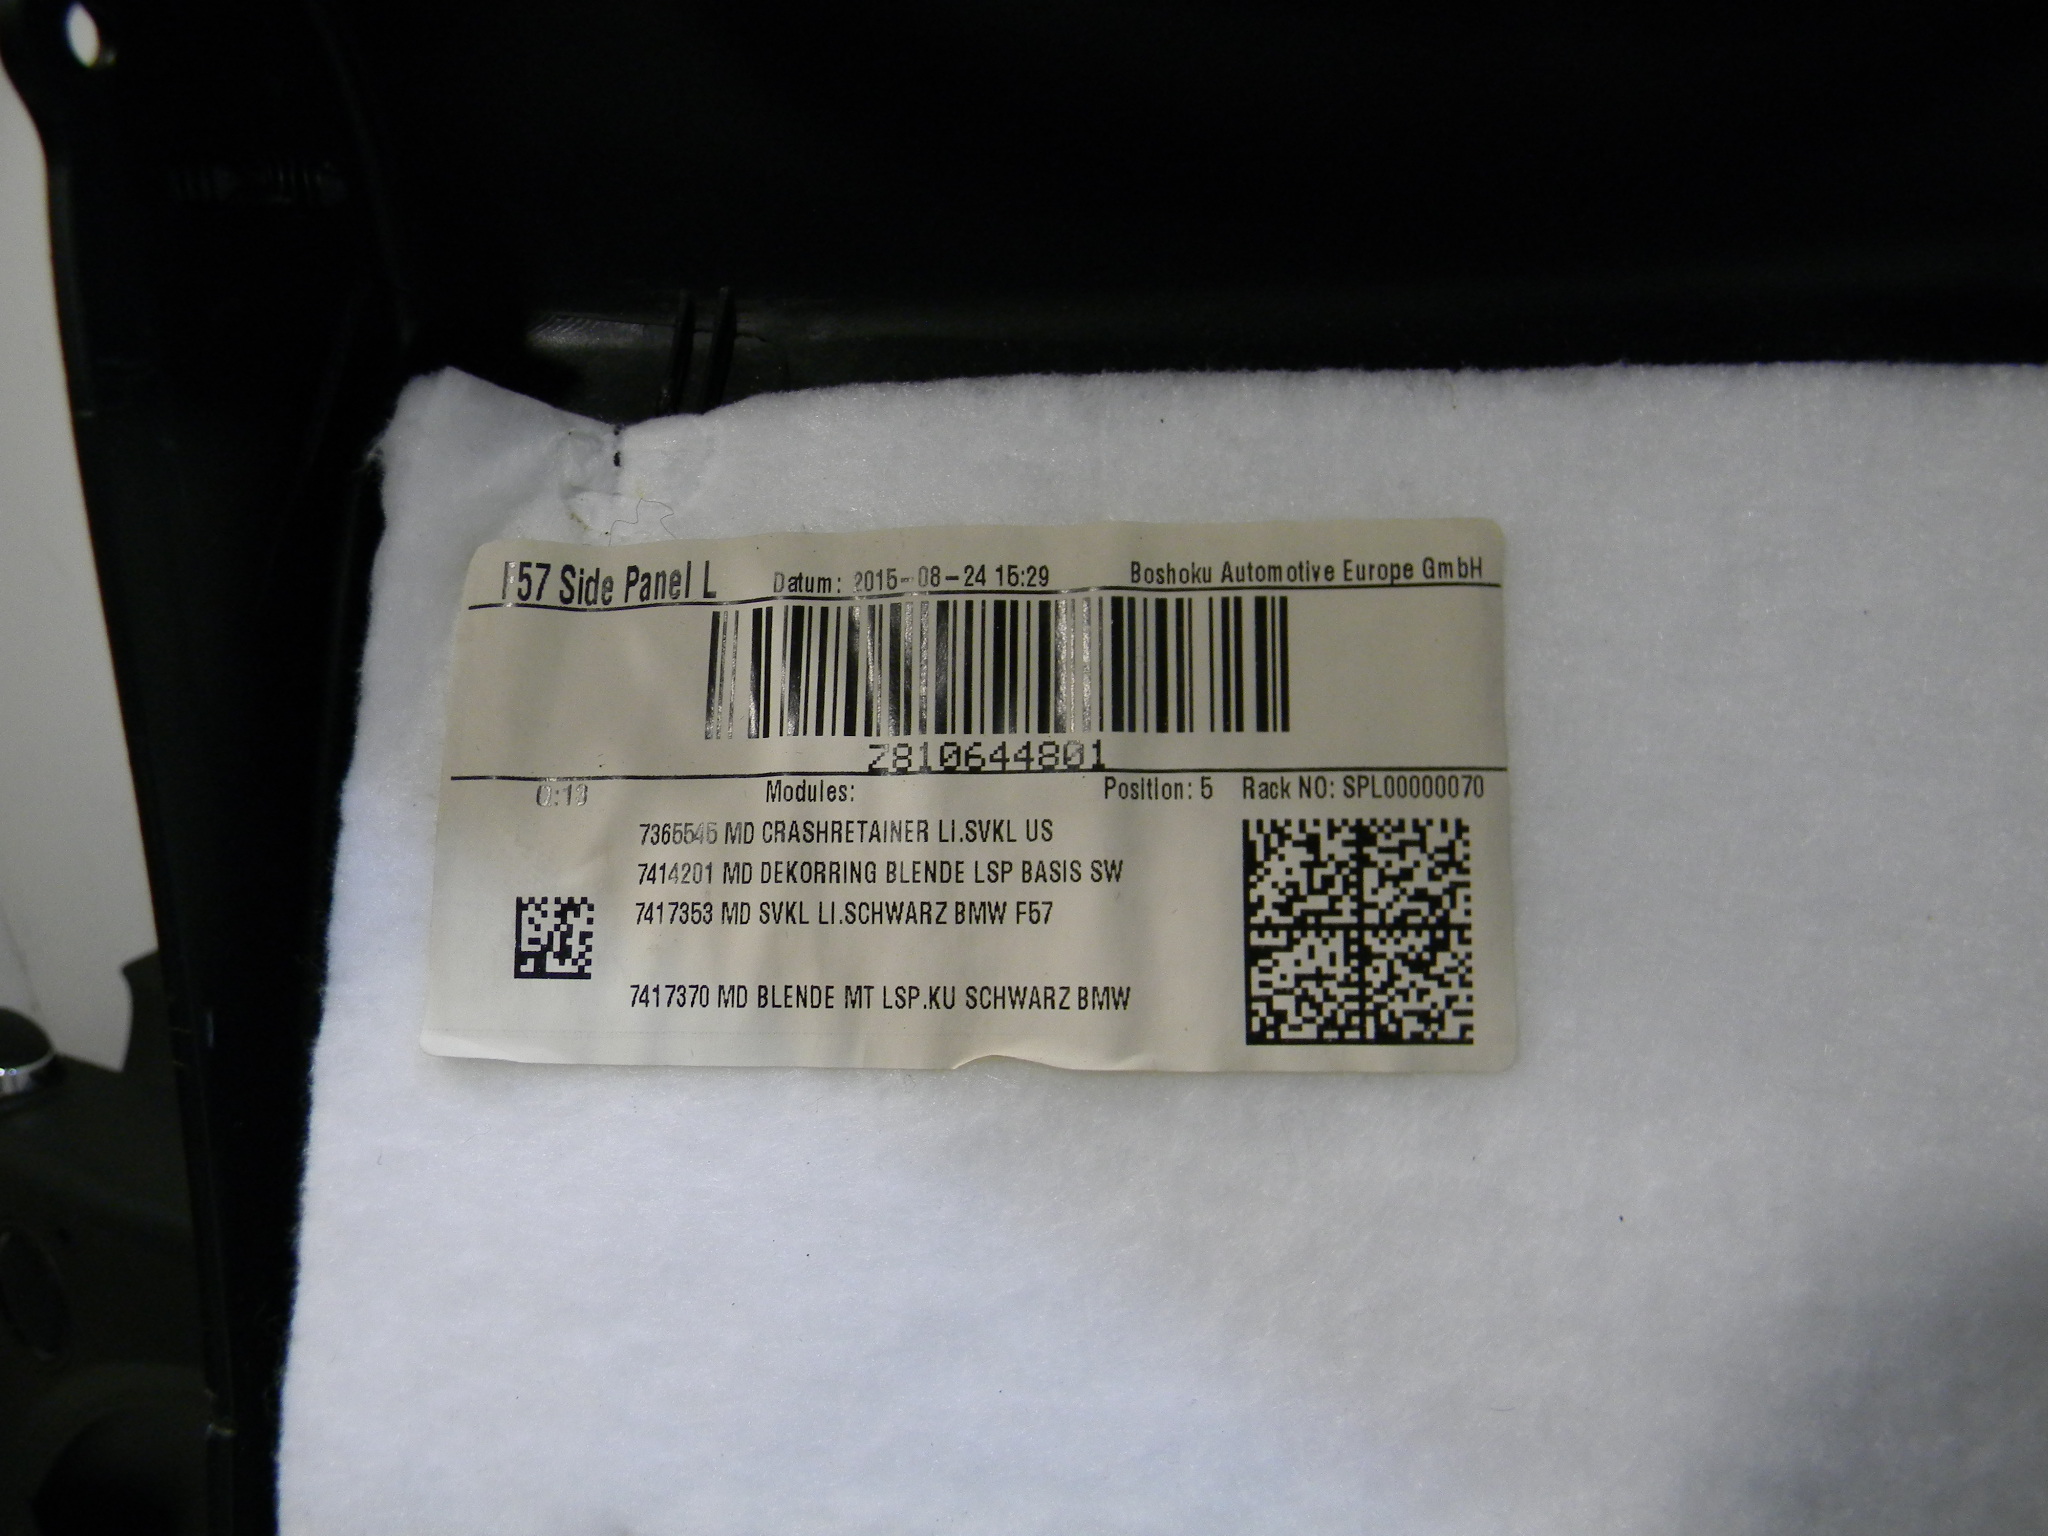 F57 Side Panel L Datum: 2015-08-24 15:29 Boshoku Automotive Europe GmbH
7810644801
Q:13 Modules: Position: 5 Rack NO: SPL00000070
7365545 MD CRASHRETAINER LI.SVKL US
7414201 MD DEKORRING BLENDE LSP BASIS SW
7417353 MD SVKL LI.SCHWARZ BMW F57
7417370 MD BLENDE MT LSP.KU SCHWARZ BMW